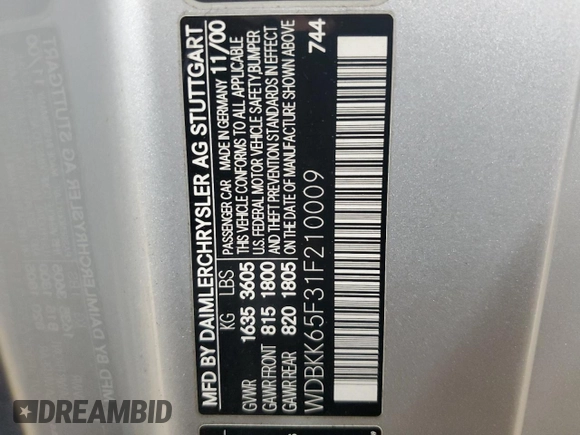 MFD BY DAIMLERCHRYSLER AG STUTTGART
KG LBS PASSENGER CAR MADE IN GERMANY 11/00
GVWR 1635 3605 THIS VEHICLE CONFORMS TO ALL APPLICABLE
U.S. FEDERAL MOTOR VEHICLE SAFETY,BUMPER
GAWR FRONT 815 1800 AND THEFT PREVENTION STANDARDS IN EFFECT
GAWR REAR 820 1805 ON THE DATE OF MANUFACTURE SHOWN ABOVE
WDBKK65F31F210009 744
DREAMBID